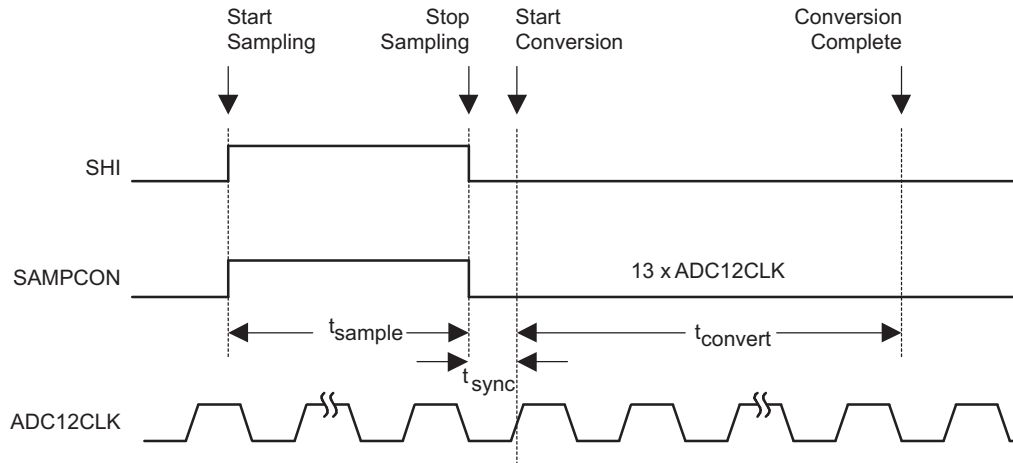 Start
Sampling
Stop
Sampling
Start
Conversion
Conversion
Complete
SHI
SAMPCON
13 x ADC12CLK
tsample
tconvert
tsync
ADC12CLK